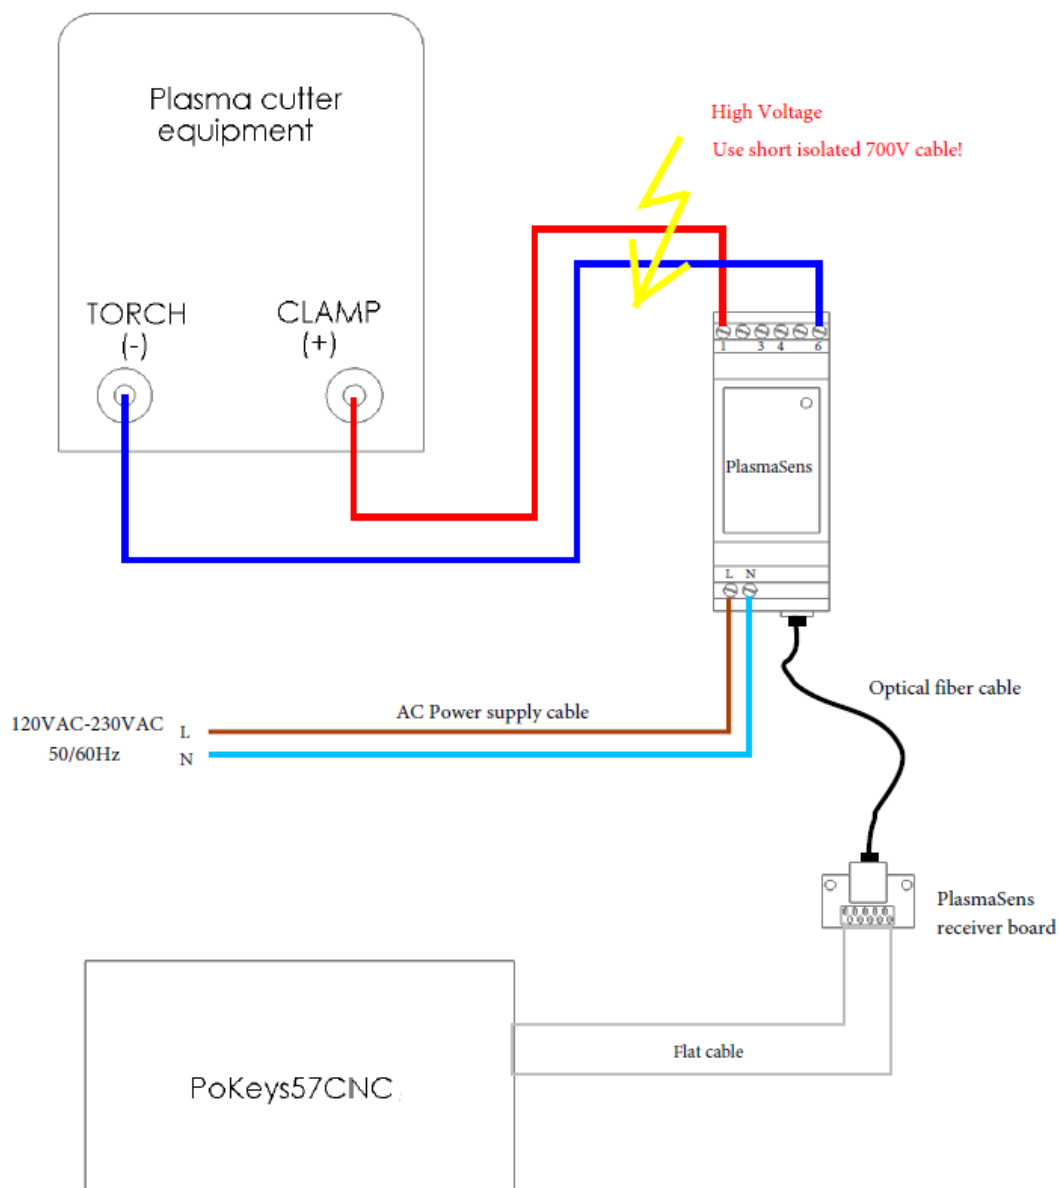 Plasma cutter
equipment
High Voltage
Use short isolated 700V cable!
TORCH
(-)
CLAMP
(+)
1 3 4 6
PlasmaSens
L N
Optical fiber cable
120VAC-230VAC
50/60Hz
L
N
AC Power supply cable
PlasmaSens
receiver board
Flat cable
PoKeys57CNC